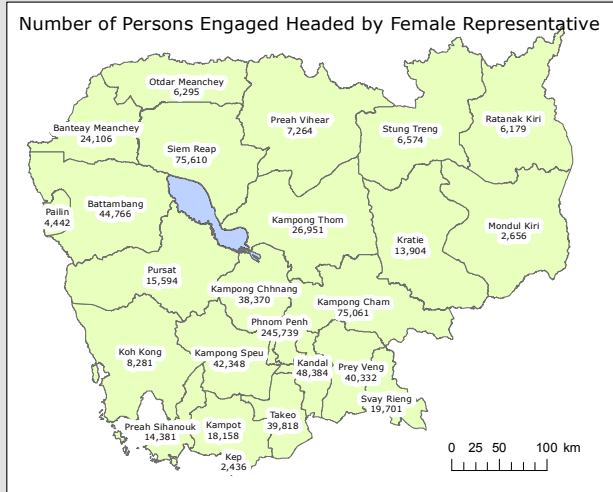 Number of Persons Engaged Headed by Female Representative
Otdar Meanchey
6,295
Preah Vihear
7,264
Ratanak Kiri
6,179
Banteay Meanchey
24,106
Stung Treng
6,574
Siem Reap
75,610
Battambang
44,766
Pailin
4,442
Kampong Thom
26,951
Kratie
13,904
Mondul Kiri
2,656
Pursat
15,594
Kampong Chhnang
38,370
Kampong Cham
75,061
Phnom Penh
245,739
Koh Kong
8,281
Kampong Speu
42,348
Kandal
48,384
Prey Veng
40,332
Svay Rieng
19,701
Preah Sihanouk
14,381
Kampot
18,158
Takeo
39,818
Kep
2,436
0 25 50 100 km